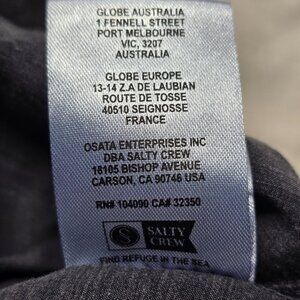 GLOBE AUSTRALIA
1 FENNELL STREET
PORT MELBOURNE
VIC, 3207
AUSTRALIA
GLOBE EUROPE
13-14 Z.A DE LAUBIAN
ROUTE DE TOSSE
40510 SEIGNOSSE
FRANCE
OSATA ENTERPRISES INC
DBA SALTY CREW
16105 BISHOP AVENUE
CARSON, CA 90746 USA
RN# 104090 CA# 32350
S SALTY
CREW
FIND REFUGE IN THE SEA